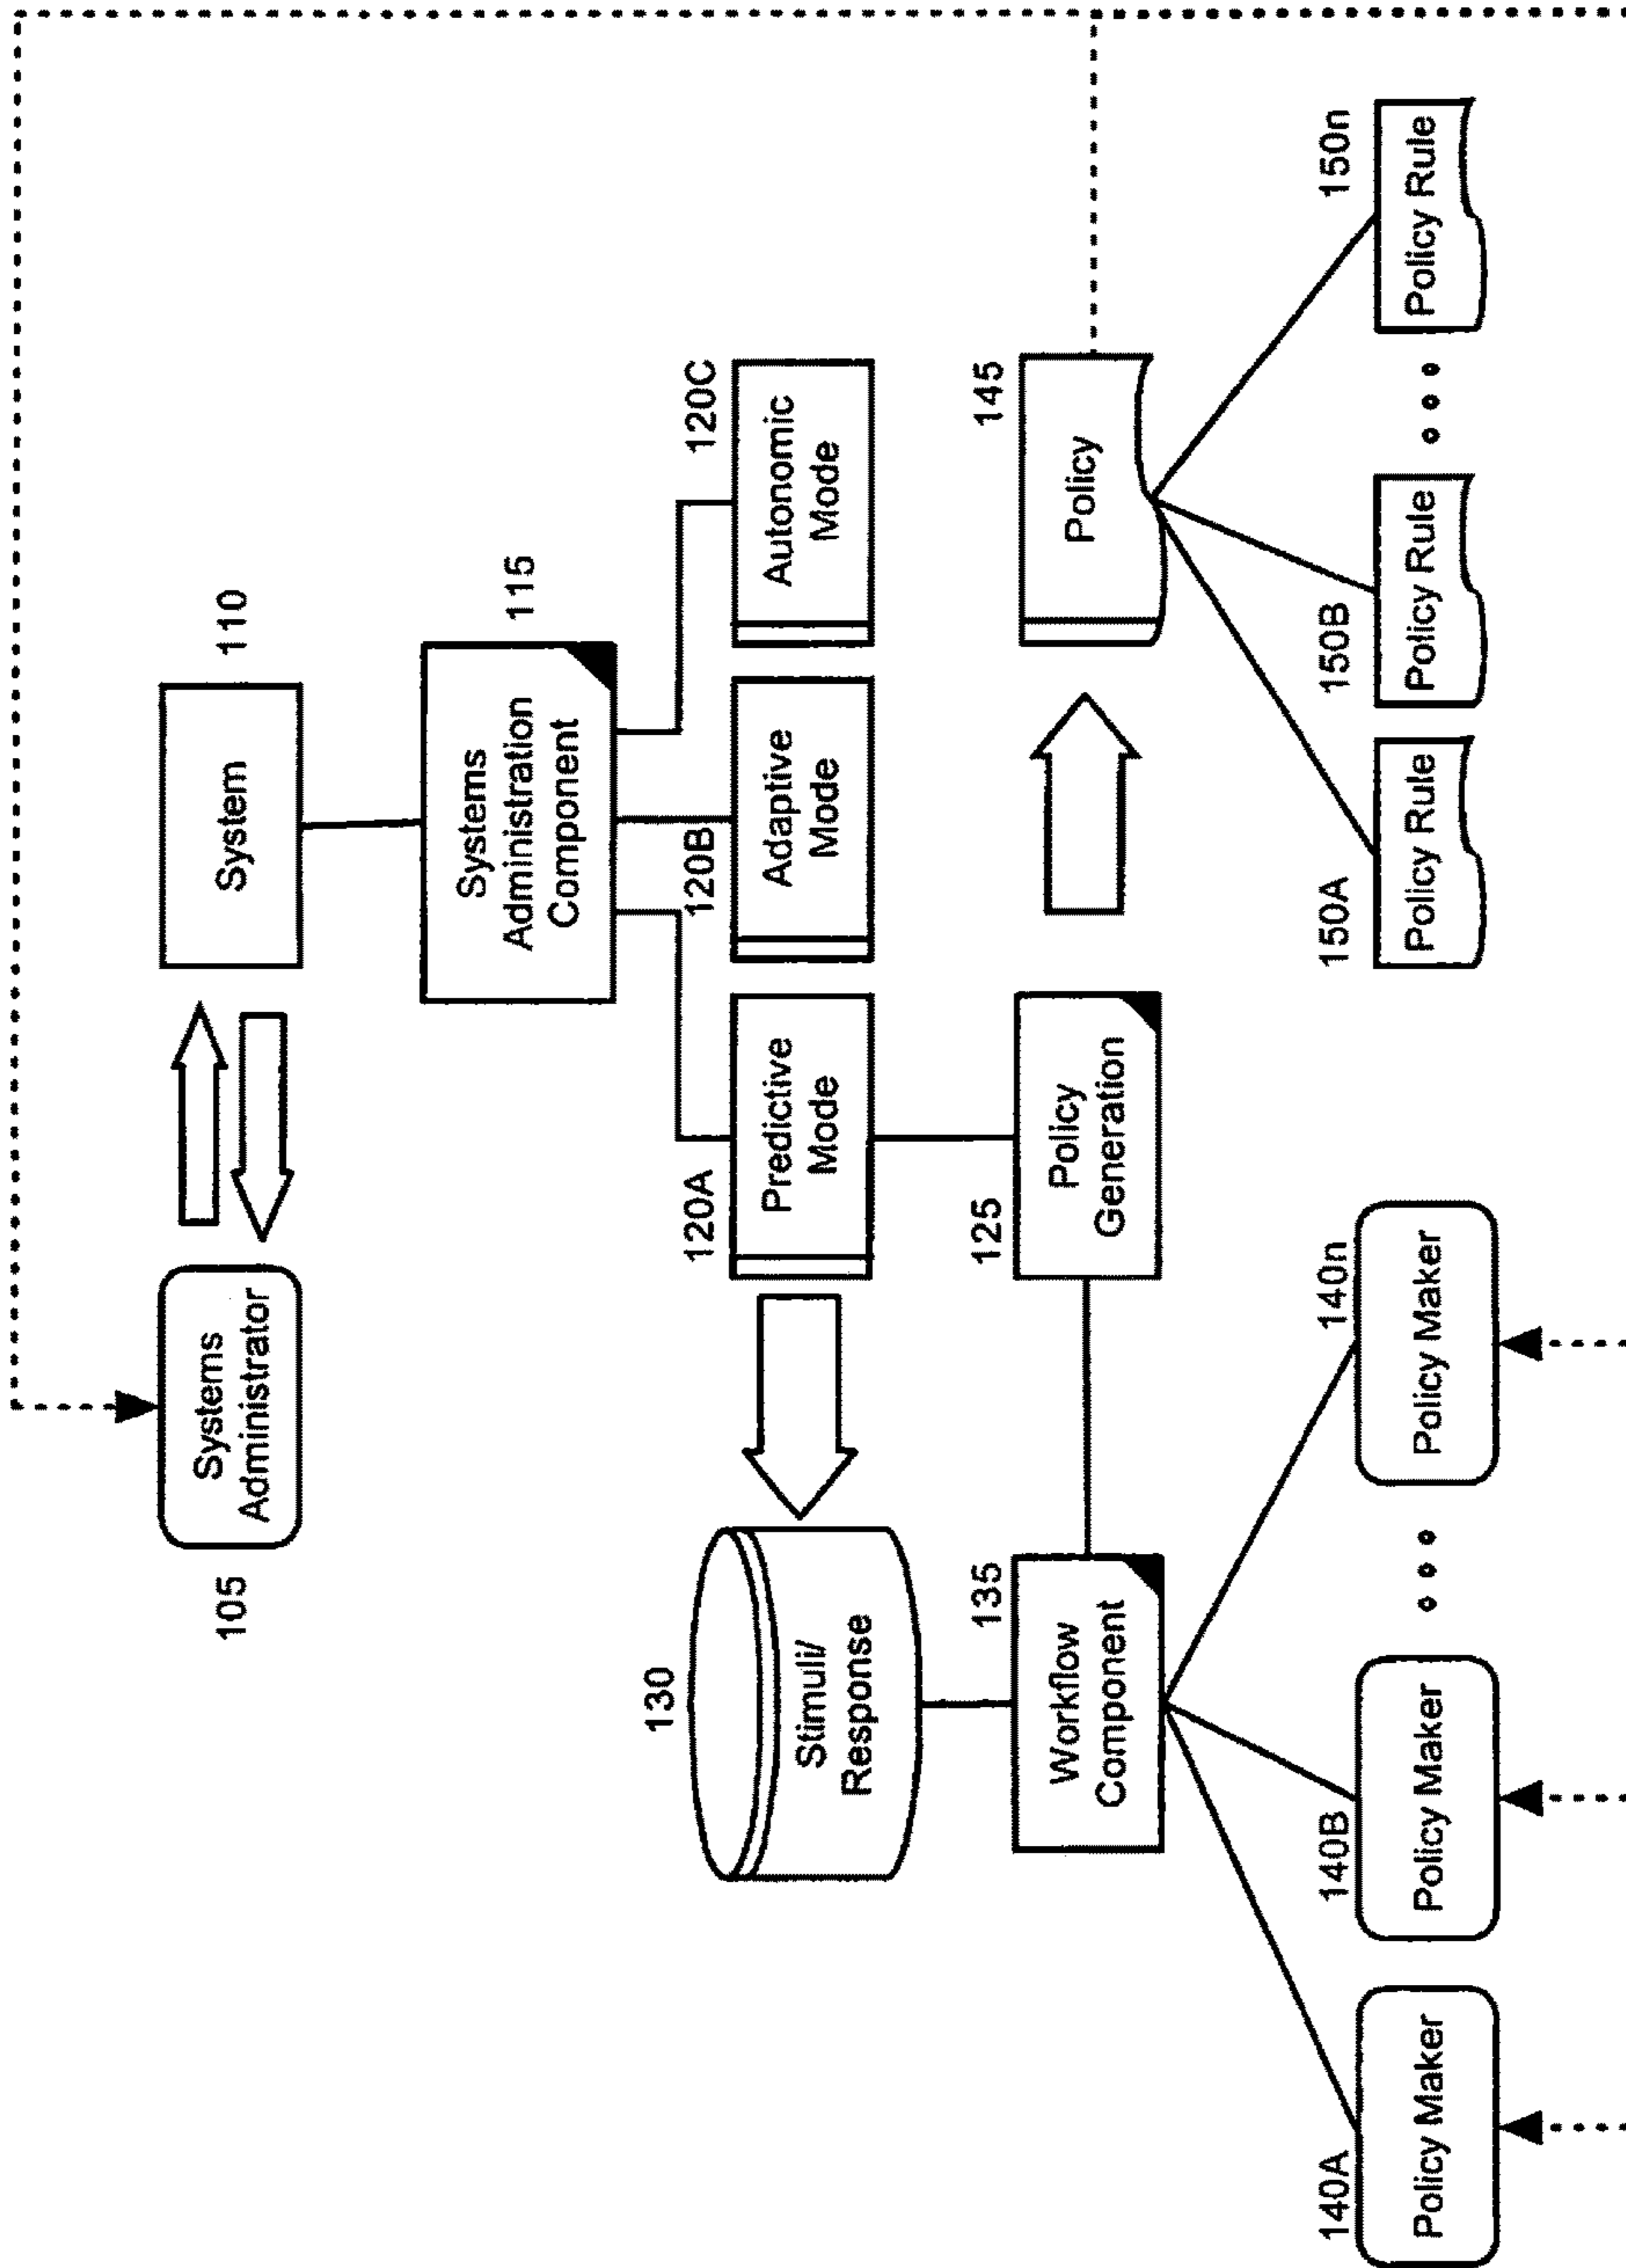 105
Systems
Administrator
System
110
Systems
Administration
Component
115
120A
Predictive
Mode
120B
Adaptive
Mode
120C
Autonomic
Mode
130
Stimuli/
Response
135
Workflow
Component
125
Policy
Generation
145
Policy
140A
Policy Maker
140B
Policy Maker
140n
Policy Maker
150A
Policy Rule
150B
Policy Rule
150n
Policy Rule